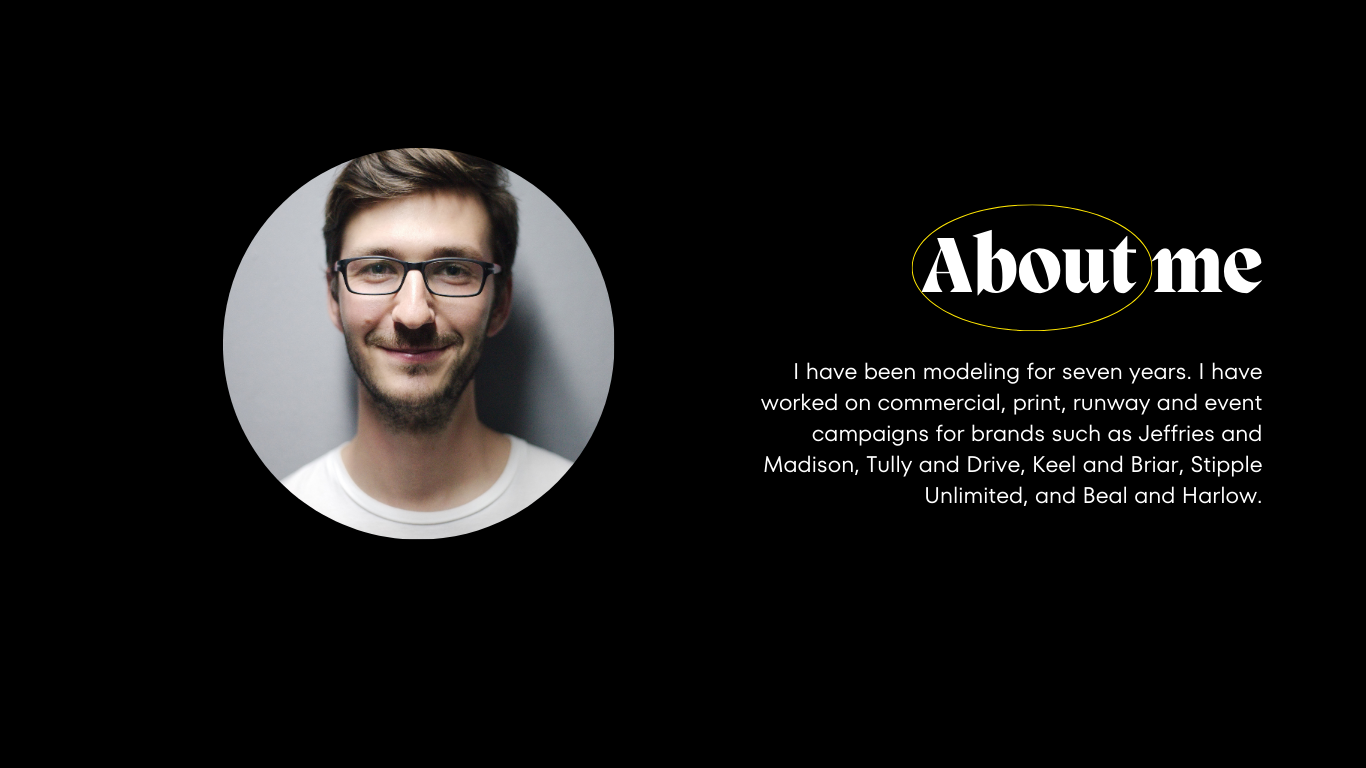 About me
I have been modeling for seven years. I have
worked on commercial, print, runway and event
campaigns for brands such as Jeffries and
Madison, Tully and Drive, Keel and Briar, Stipple
Unlimited, and Beal and Harlow.